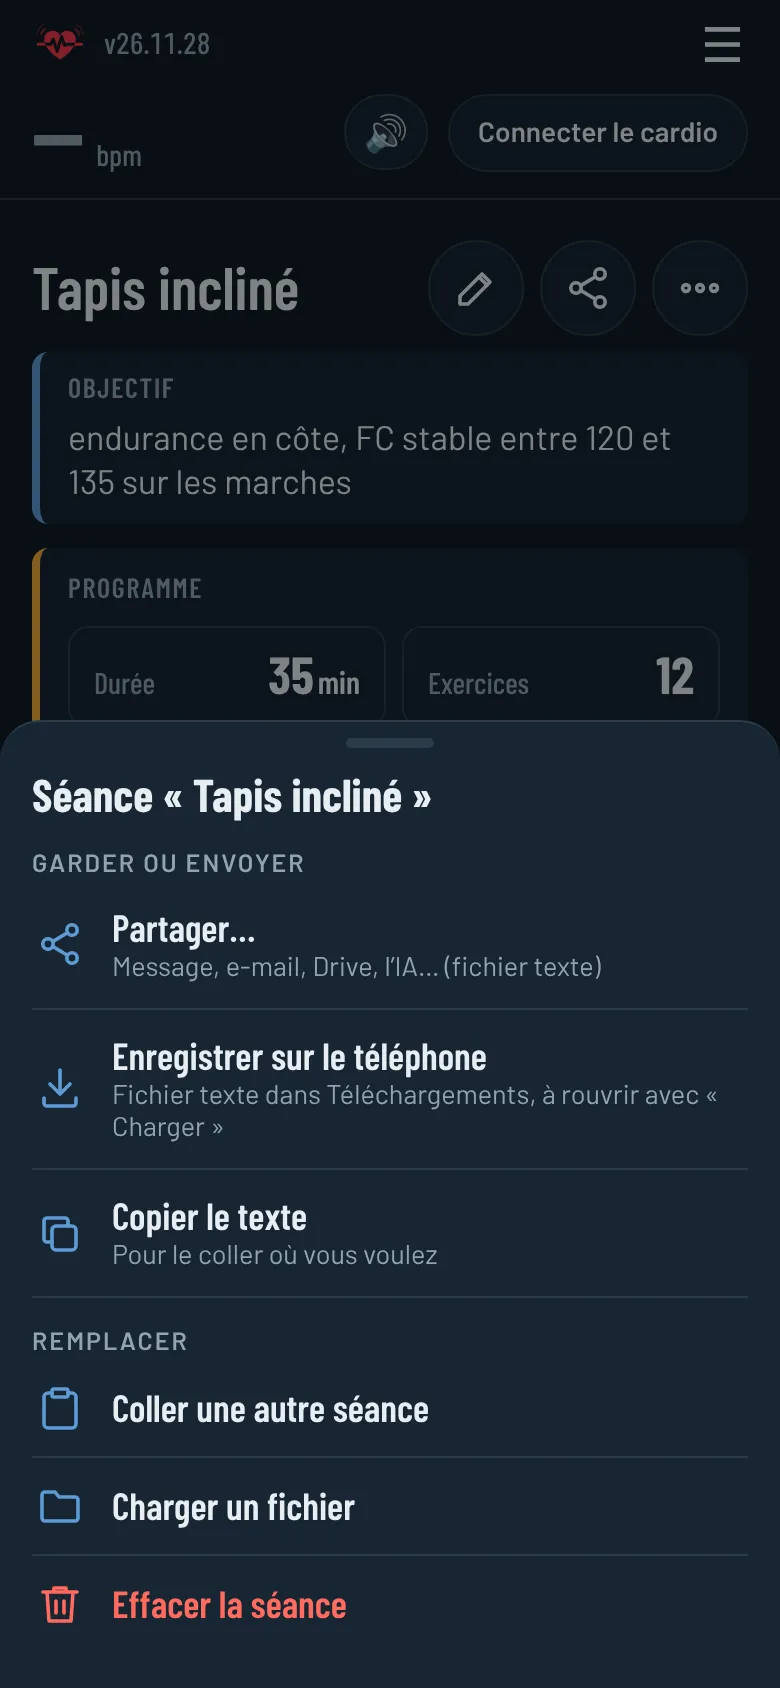 v26.11.28
bpm
Connecter le cardio
Tapis incliné
OBJECTIF
endurance en côte, FC stable entre 120 et
135 sur les marches
PROGRAMME
Durée 35 min
Exercices 12
Séance « Tapis incliné »
GARDER OU ENVOYER
Partager…
Message, e-mail, Drive, l’IA… (fichier texte)
Enregistrer sur le téléphone
Fichier texte dans Téléchargements, à rouvrir avec «
Charger »
Copier le texte
Pour le coller où vous voulez
REMPLACER
Coller une autre séance
Charger un fichier
Effacer la séance